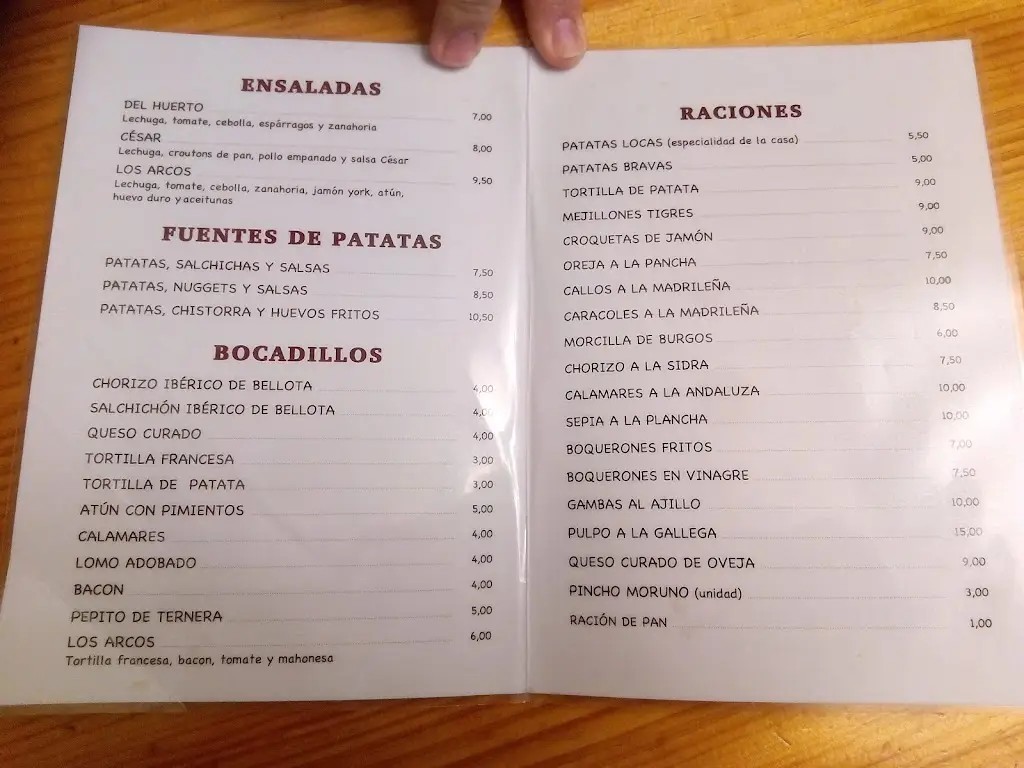 ENSALADAS
DEL HUERTO 7,00
Lechuga, tomate, cebolla, espárragos y zanahoria
CÉSAR 8,00
Lechuga, croutons de pan, pollo empanado y salsa César
LOS ARCOS 9,50
Lechuga, tomate, cebolla, zanahoria, jamón york, atún,
huevo duro y aceitunas
FUENTES DE PATATAS
PATATAS, SALCHICHAS Y SALSAS 7,50
PATATAS, NUGGETS Y SALSAS 8,50
PATATAS, CHISTORRA Y HUEVOS FRITOS 10,50
BOCADILLOS
CHORIZO IBÉRICO DE BELLOTA 4,00
SALCHICHÓN IBÉRICO DE BELLOTA 4,00
QUESO CURADO 4,00
TORTILLA FRANCESA 3,00
TORTILLA DE PATATA 3,00
ATÚN CON PIMIENTOS 5,00
CALAMARES 4,00
LOMO ADOBADO 4,00
BACON 4,00
PEPITO DE TERNERA 5,00
LOS ARCOS 6,00
Tortilla francesa, bacon, tomate y mahonesa
RACIONES
PATATAS LOCAS (especialidad de la casa) 5,50
PATATAS BRAVAS 5,00
TORTILLA DE PATATA 9,00
MEJILLONES TIGRES 9,00
CROQUETAS DE JAMÓN 9,00
OREJA A LA PANCHA 7,50
CALLOS A LA MADRILEÑA 10,00
CARACOLES A LA MADRILEÑA 8,50
MORCILLA DE BURGOS 6,00
CHORIZO A LA SIDRA 7,50
CALAMARES A LA ANDALUZA 10,00
SEPIA A LA PLANCHA 10,00
BOQUERONES FRITOS 7,00
BOQUERONES EN VINAGRE 7,50
GAMBAS AL AJILLO 10,00
PULPO A LA GALLEGA 15,00
QUESO CURADO DE OVEJA 9,00
PINCHO MORUNO (unidad) 3,00
RACIÓN DE PAN 1,00